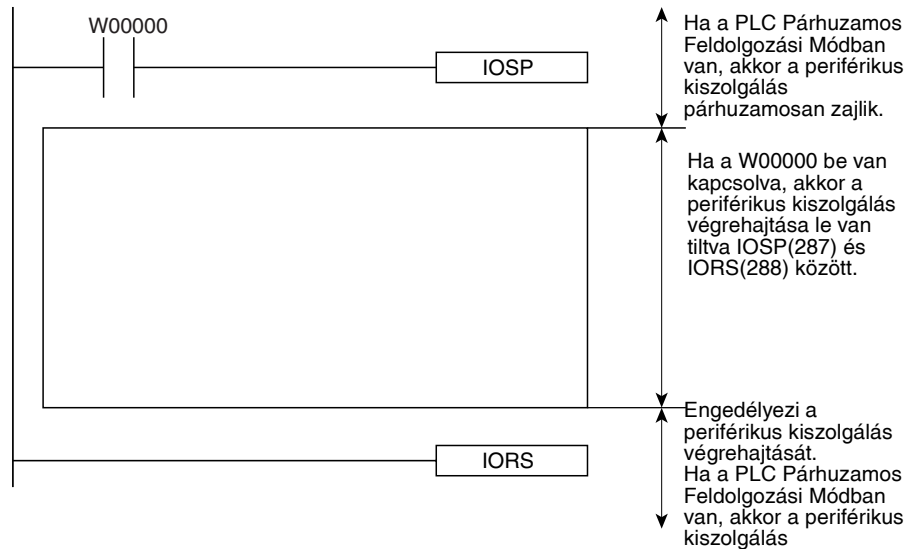 W00000
IOSP
Ha a PLC Párhuzamos
Feldolgozási Módban
van, akkor a periférikus
kiszolgálás
párhuzamosan zajlik.
Ha a W00000 be van
kapcsolva, akkor a
periférikus kiszolgálás
végrehajtása le van
tiltva IOSP(287) és
IORS(288) között.
Engedélyezi a
periférikus kiszolgálás
végrehajtását.
IORS
Ha a PLC Párhuzamos
Feldolgozási Módban
van, akkor a periférikus
kiszolgálás